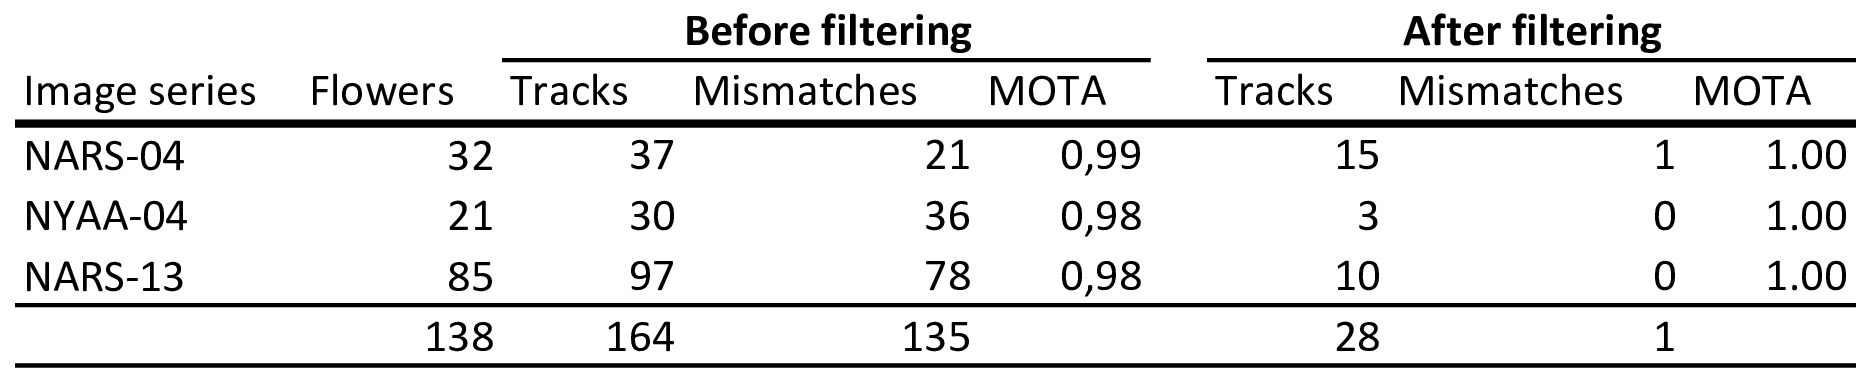 Before filtering After filtering
Image series Flowers Tracks Mismatches MOTA Tracks Mismatches MOTA
NARS-04 32 37 21 0,99 15 1 1.00
NYAA-04 21 30 36 0,98 3 0 1.00
NARS-13 85 97 78 0,98 10 0 1.00
138 164 135 28 1